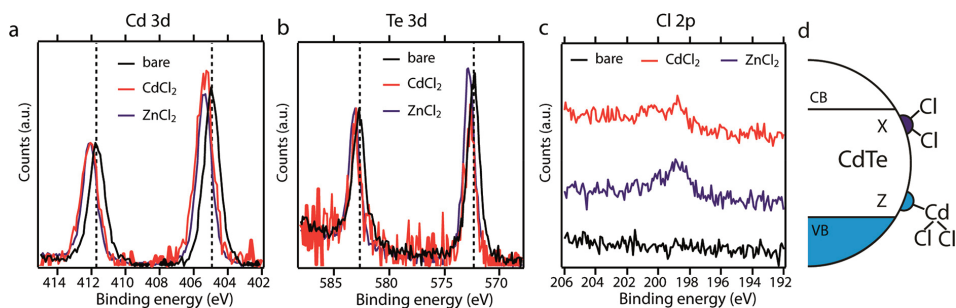 a
Cd 3d
bare
CdCl2
ZnCl2
Counts (a.u.)
414 412 410 408 406 404 402
Binding energy (eV)
b
Te 3d
bare
CdCl2
ZnCl2
Counts (a.u.)
585 580 575 570
Binding energy (eV)
c
Cl 2p
bare CdCl2 ZnCl2
Counts (a.u.)
206 204 202 200 198 196 194 192
Binding energy (eV)
d
CB
Cl
X
Cl
CdTe
Z
Cd
VB
Cl Cl